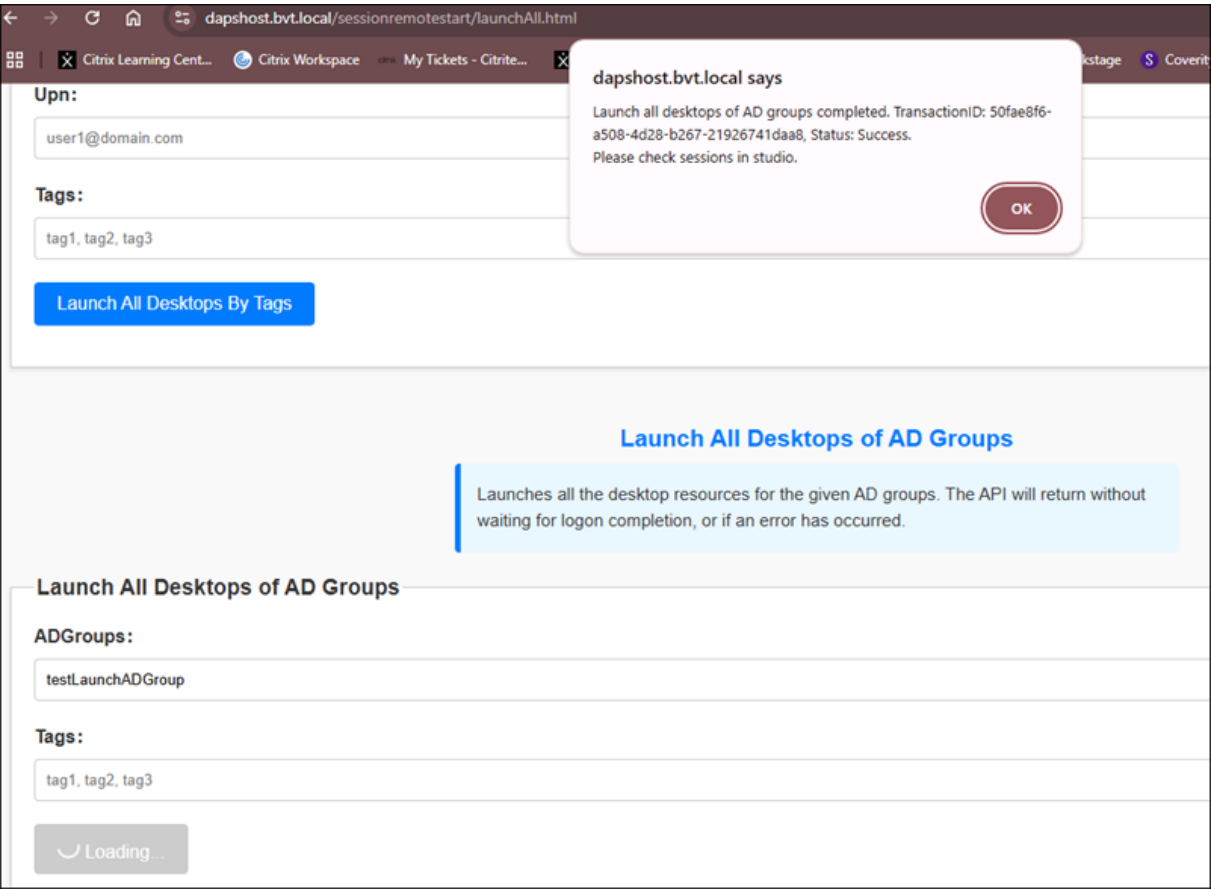 dapshost.bvt.local/sessionremotestart/launchAll.html
Citrix Learning Cent...
Citrix Workspace
My Tickets - Citrite...
kstage
S Coverit
dapshost.bvt.local says
Launch all desktops of AD groups completed. TransactionID: 50fae8f6-
a508-4d28-b267-21926741daa8, Status: Success.
Please check sessions in studio.
OK
Upn:
user1@domain.com
Tags:
tag1, tag2, tag3
Launch All Desktops By Tags
Launch All Desktops of AD Groups
Launches all the desktop resources for the given AD groups. The API will return without
waiting for logon completion, or if an error has occurred.
Launch All Desktops of AD Groups
ADGroups:
testLaunchADGroup
Tags:
tag1, tag2, tag3
Loading...